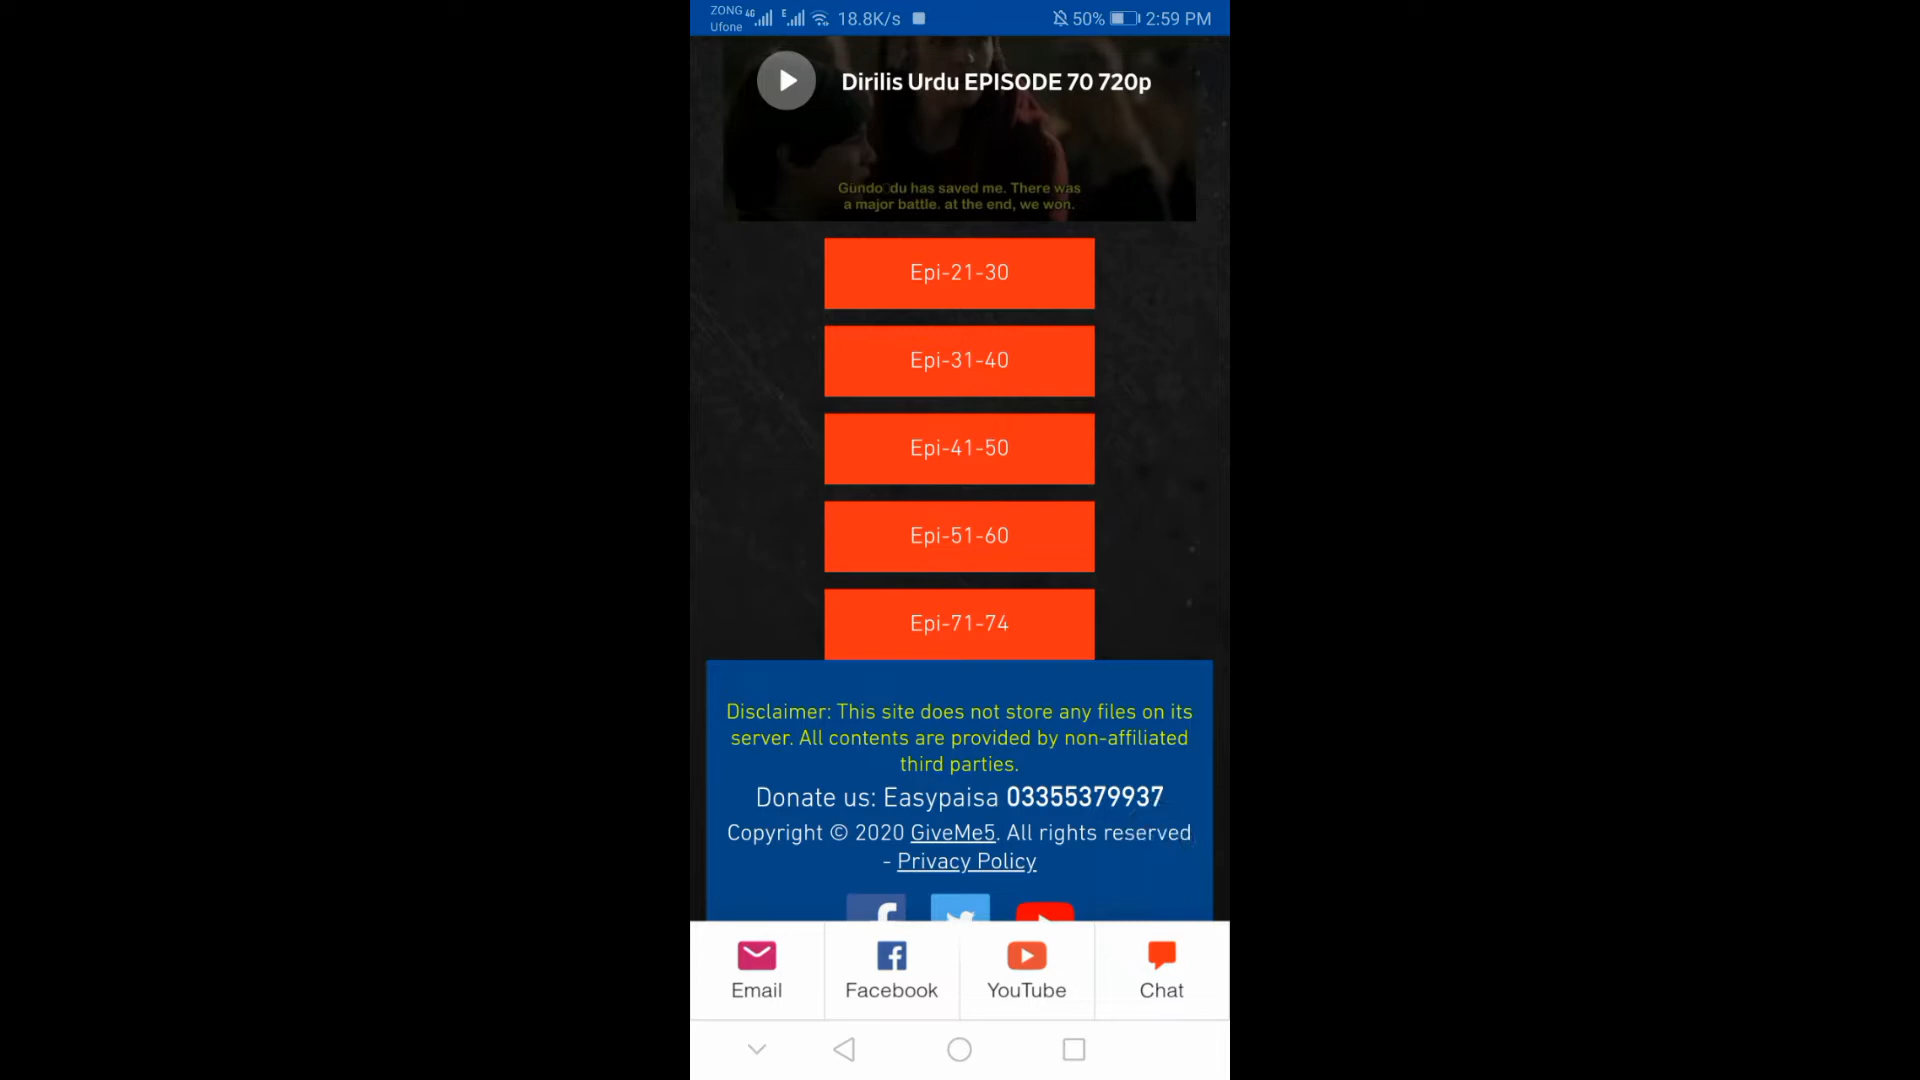 ZONG 4G E 18.8K/s 50% 2:59 PM
Ufone
Dirilis Urdu EPISODE 70 720p
Gündo□du has saved me. There was
a major battle. at the end, we won.
Epi-21-30
Epi-31-40
Epi-41-50
Epi-51-60
Epi-71-74
Disclaimer: This site does not store any files on its
server. All contents are provided by non-affiliated
third parties.
Donate us: Easypaisa 03355379937
Copyright © 2020 GiveMe5. All rights reserved
- Privacy Policy
Email Facebook YouTube Chat